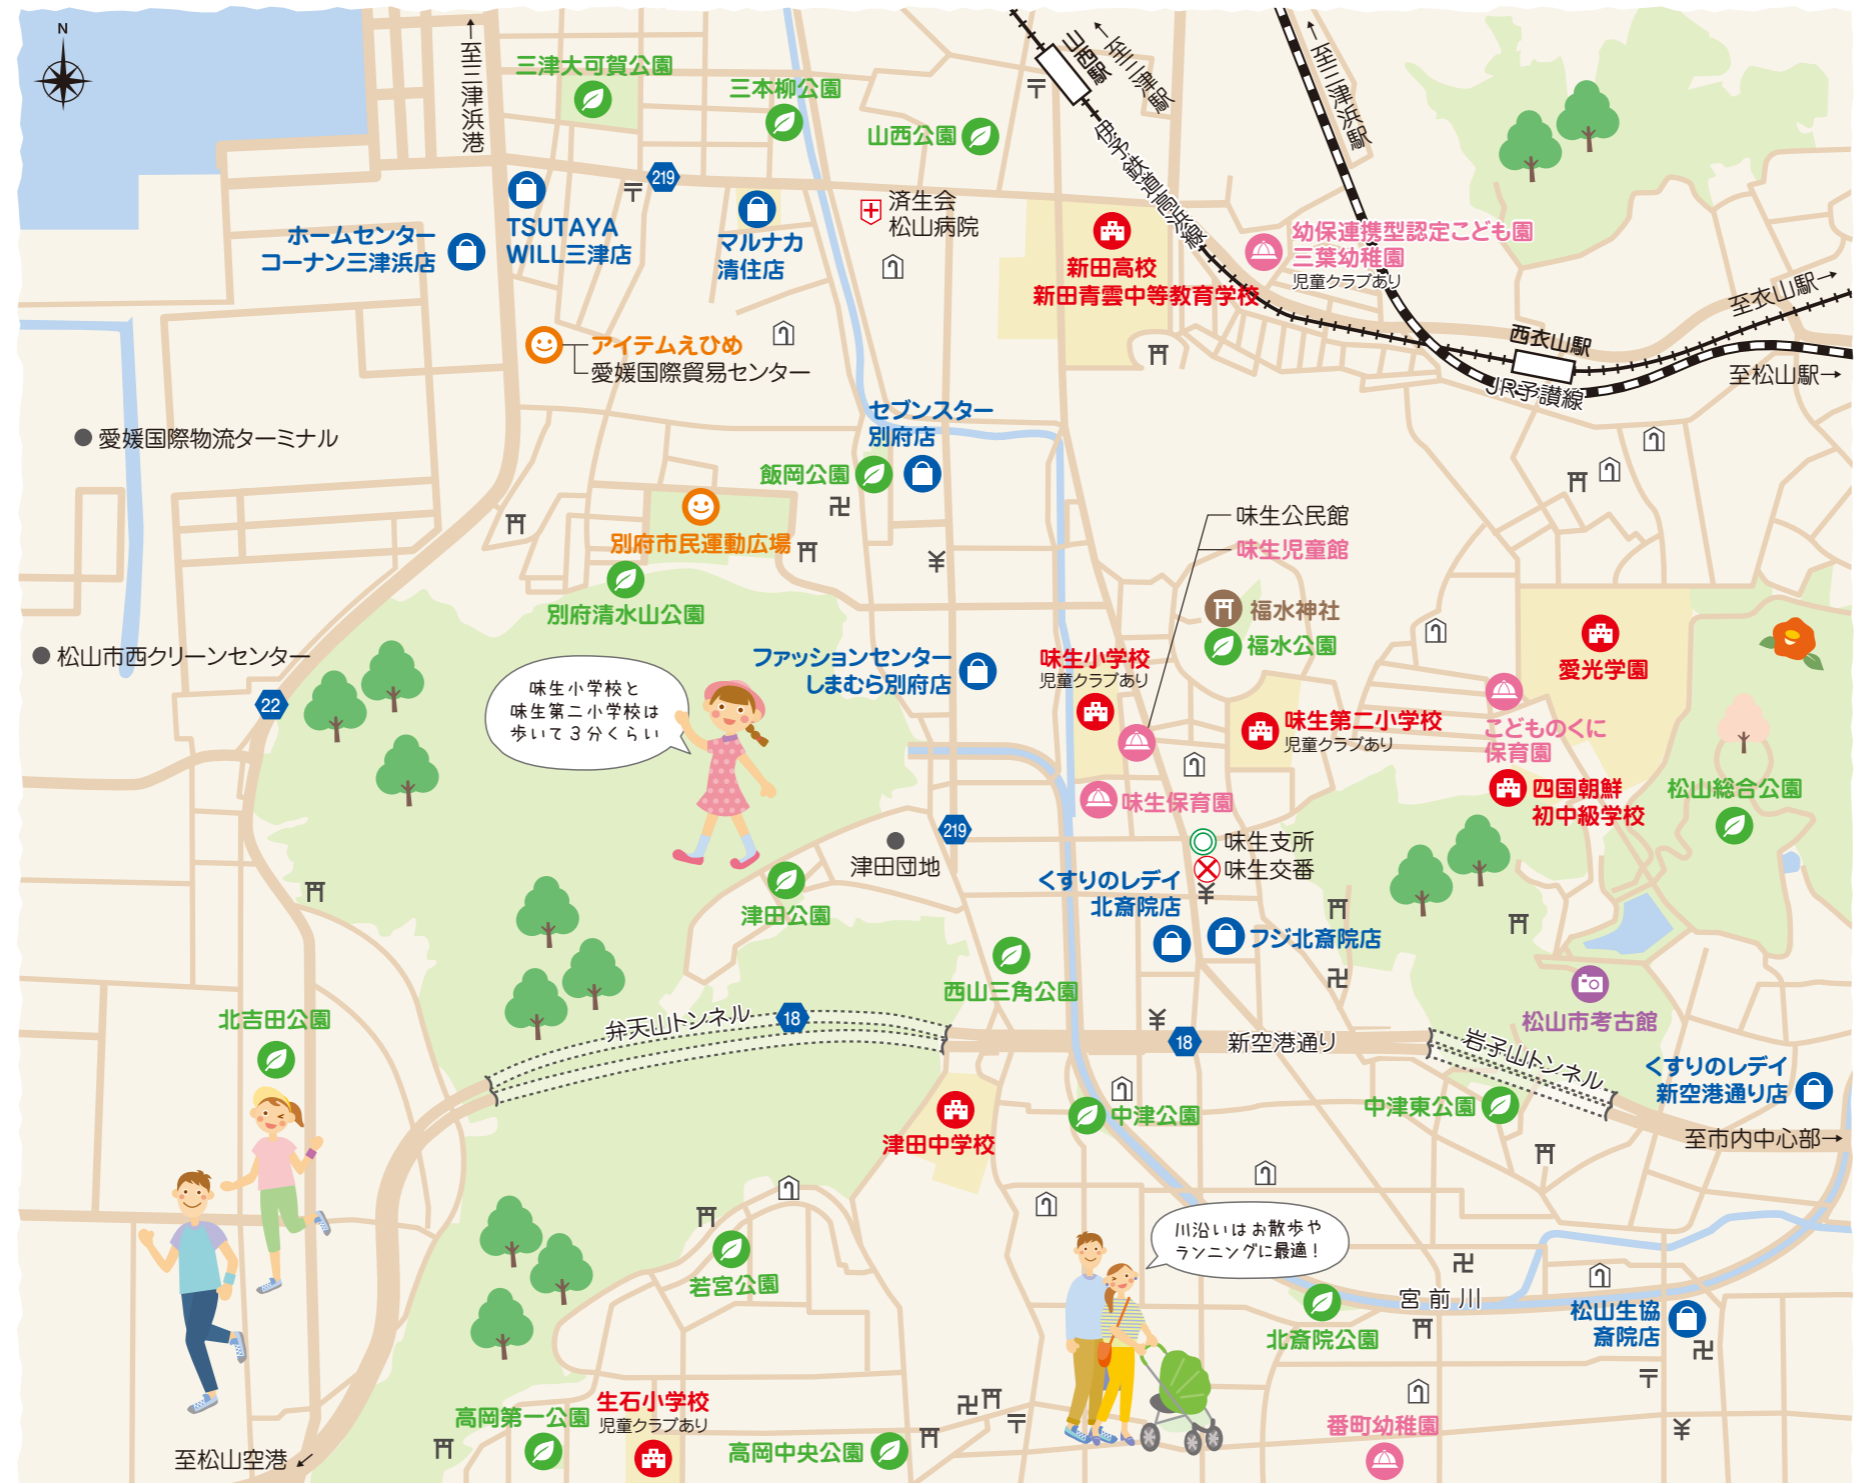 N
↑至三津浜港
三津大可賀公園
三本柳公園
山西公園
〒
山西駅
↑至三津駅
↑至三津浜駅
伊予鉄道高浜線
219
〒
TSUTAYA
WILL三津店
ホームセンター
コーナン三津浜店
マルナカ
清住店
済生会
松山病院
新田高校
新田青雲中等教育学校
幼保連携型認定こども園
三葉幼稚園
児童クラブあり
至衣山駅→
西衣山駅
至松山駅→
JR予讃線
アイテムえひめ
愛媛国際貿易センター
セブンスター
別府店
愛媛国際物流ターミナル
飯岡公園
卍
別府市民運動広場
別府清水山公園
¥
味生公民館
味生児童館
福水神社
福水公園
愛光学園
松山市西クリーンセンター
22
味生小学校と
味生第二小学校は
歩いて3分くらい
ファッションセンター
しまむら別府店
味生小学校
児童クラブあり
味生第二小学校
児童クラブあり
こどものくに
保育園
四国朝鮮
初中級学校
松山総合公園
味生保育園
219
津田団地
味生支所
味生交番
¥
くすりのレデイ
北斎院店
フジ北斎院店
津田公園
西山三角公園
卍
松山市考古館
北吉田公園
弁天山トンネル
18
¥
18
新空港通り
岩子山トンネル
くすりのレデイ
新空港通り店
中津公園
中津東公園
至市内中心部→
津田中学校
川沿いはお散歩や
ランニングに最適！
若宮公園
卍
宮前川
北斎院公園
松山生協
斎院店
卍
〒
¥
高岡第一公園
生石小学校
児童クラブあり
高岡中央公園
卍
〒
番町幼稚園
至松山空港↙